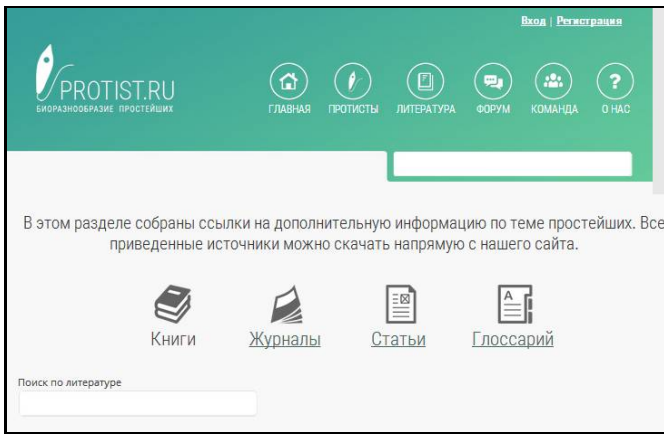 Вход | Регистрация
PROTIST.RU
БИОРАЗНООБРАЗИЕ ПРОСТЕЙШИХ
ГЛАВНАЯ ПРОТИСТЫ ЛИТЕРАТУРА ФОРУМ КОМАНДА О НАС
В этом разделе собраны ссылки на дополнительную информацию по теме простейших. Все
приведенные источники можно скачать напрямую с нашего сайта.
Книги Журналы Статьи Глоссарий
Поиск по литературе